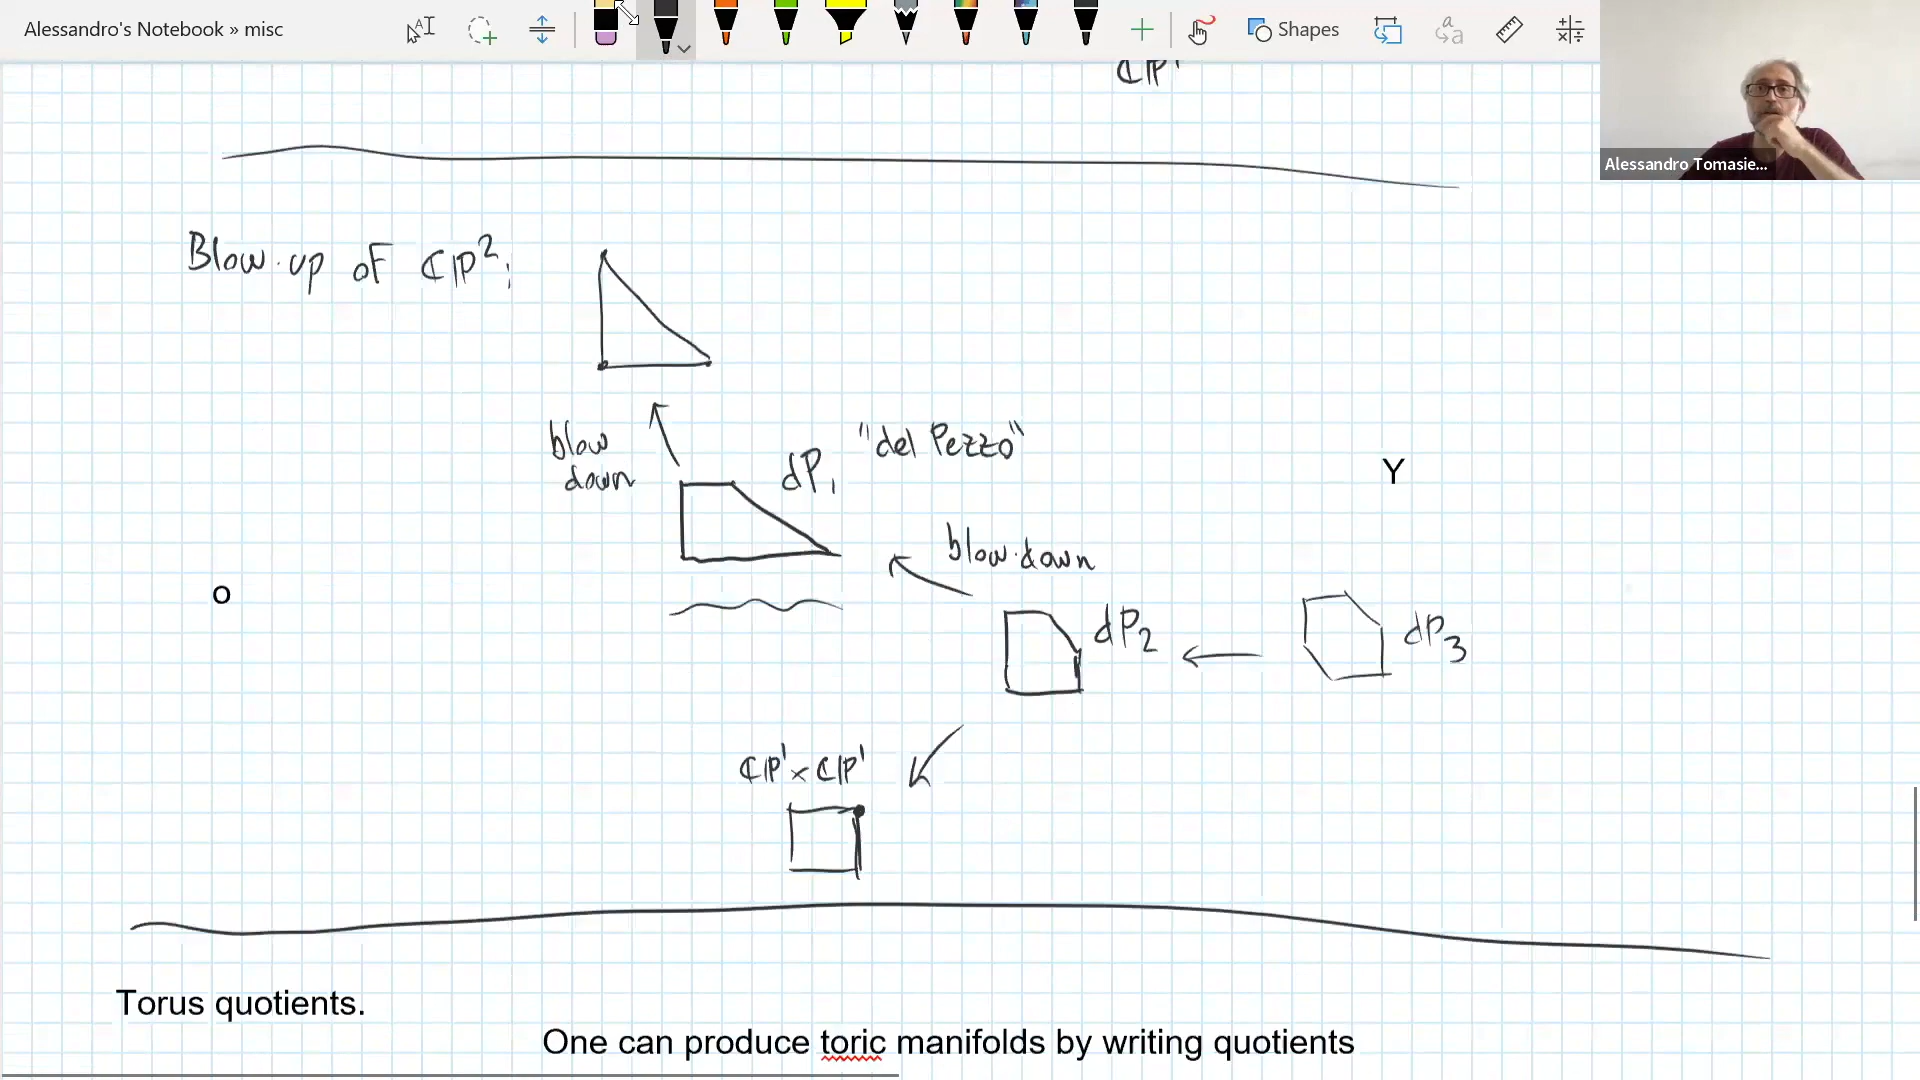 Alessandro's Notebook » misc
Shapes
ℂℙ¹
Alessandro Tomasie...
Blow-up of ℂℙ²:
blow down
dP₁ "del Pezzo"
Y
blow-down
o
dP₂
dP₃
ℂℙ¹×ℂℙ¹
Torus quotients.
One can produce toric manifolds by writing quotients